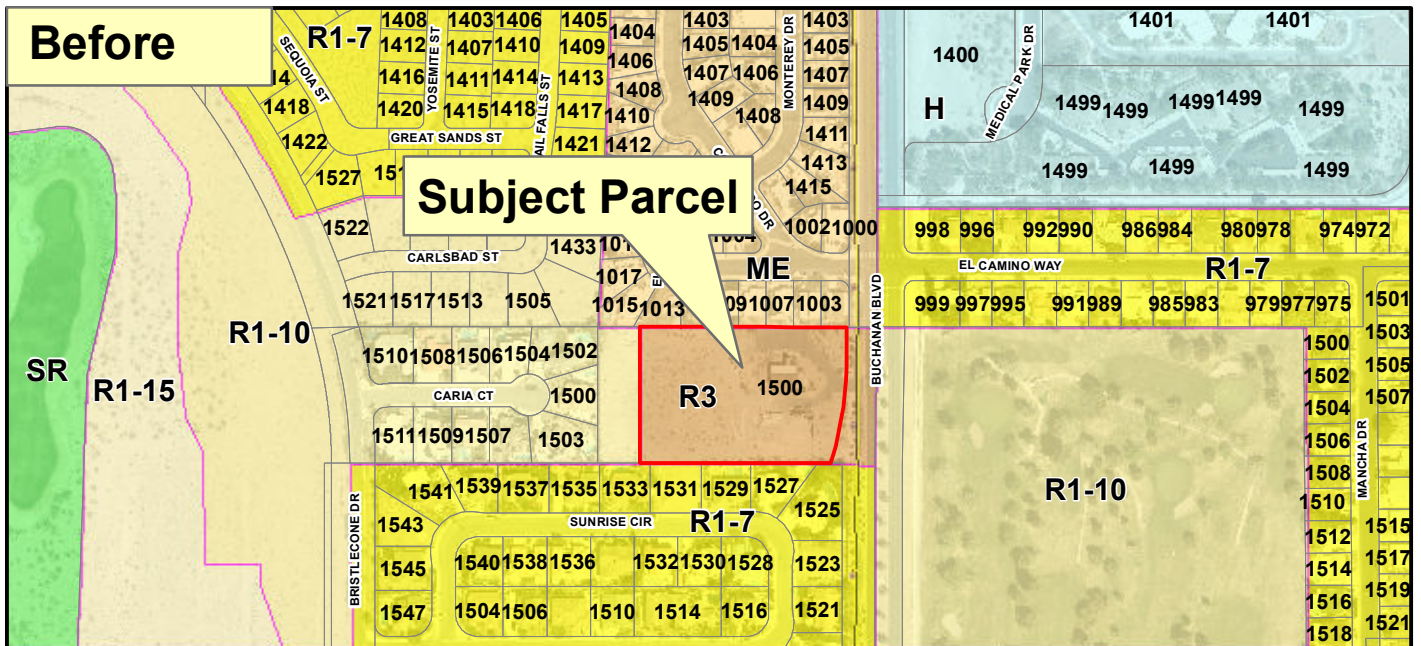 Before
1408 1403 1406 1405
R1-7
1412 1407 1410 1409
1416 1411 1414 1413
1420 1415 1418 1417
SEQUOIA ST
YOSEMITE ST
14
1418
1422
GREAT SANDS ST
AIL FALLS ST
1421
1527
151
1404
1406
1408
1410
1412
1403
1405 1404
1407 1406
1409
1408
MONTEREY DR
1403
1405
1407
1409
1411
1413
1415
1002 1000
1401 1401
1400
H
MEDICAL PARK DR
1499 1499 1499 1499 1499
1499 1499 1499
Subject Parcel
1522
CARLSBAD ST
1433
1017
1015 1013
ME
1007 1003
BUCHANAN BLVD
998 996 992 990 986 984 980 978 974 972
EL CAMINO WAY
R1-7
999 997 995 991 989 985 983 979 977 975
1501
1503
1505
1507
1521 1517 1513 1505
R1-10
1510 1508 1506 1504 1502
CARIA CT
1500
1511 1509 1507 1503
SR
R1-15
R3
1500
R1-10
1500
1502
1504
1506
1508
1510
1512
1514
1516
1518
MANCHA DR
1515
1517
1519
1521
BRISTLECONE DR
1541 1539 1537 1535 1533 1531 1529 1527
1525
1543
SUNRISE CIR
R1-7
1545
1540 1538 1536 1532 1530 1528
1523
1547
1504 1506 1510 1514 1516
1521